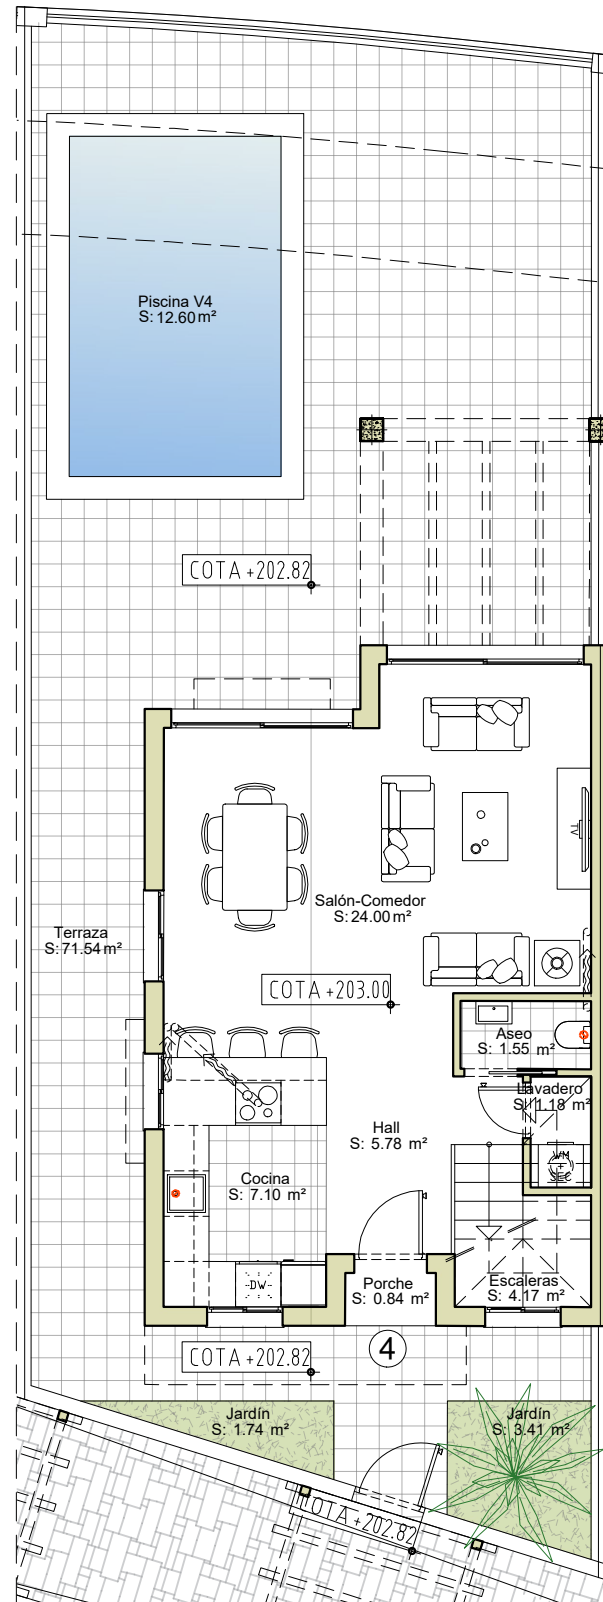 Piscina V4
S: 12.60 m²
COTA +202.82
TV
Salón-Comedor
S: 24.00 m²
Terraza
S: 71.54 m²
COTA +203.00
Aseo
S: 1.55 m²
Lavadero
S: 1.18 m²
Hall
S: 5.78 m²
WM
+
SEC
Cocina
S: 7.10 m²
DW
Porche
S: 0.84 m²
Escaleras
S: 4.17 m²
4
COTA +202.82
Jardín
S: 1.74 m²
Jardín
S: 3.41 m²
COTA +202.82